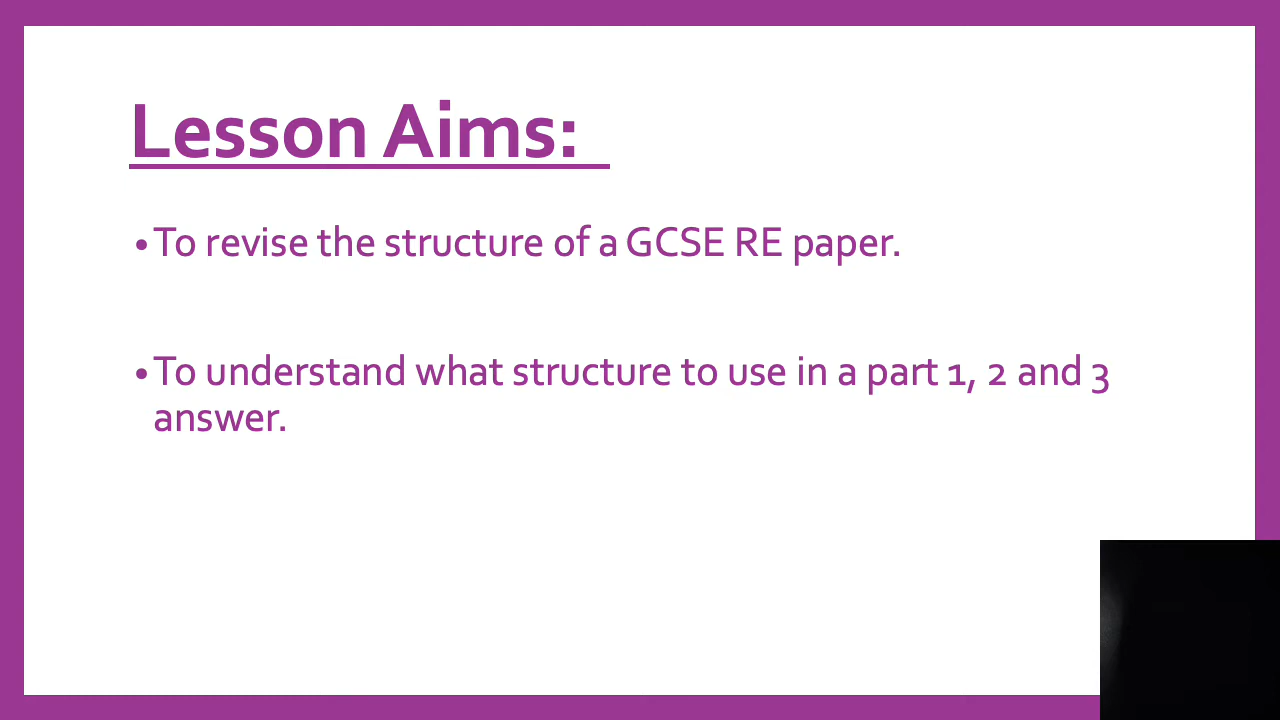 Lesson Aims:
•To revise the structure of a GCSE RE paper.
•To understand what structure to use in a part 1, 2 and 3
answer.